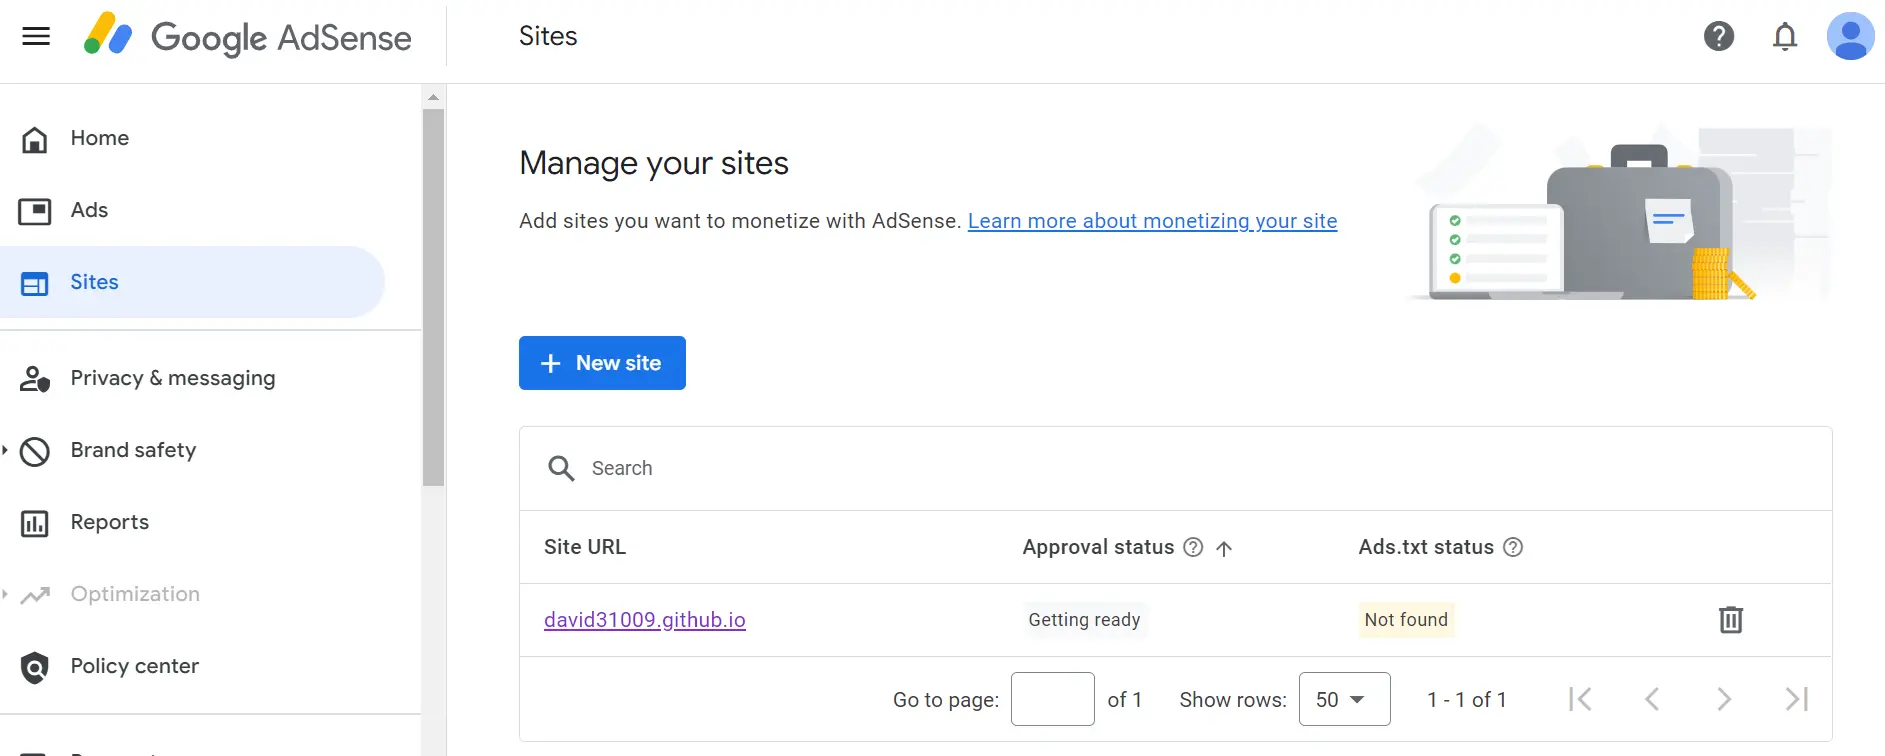 Google AdSense
Sites
Home
Ads
Sites
Privacy & messaging
Brand safety
Reports
Optimization
Policy center
Manage your sites
Add sites you want to monetize with AdSense. Learn more about monetizing your site
+ New site
Search
Site URL Approval status Ads.txt status
david31009.github.io Getting ready Not found
Go to page: of 1 Show rows: 50 1 - 1 of 1